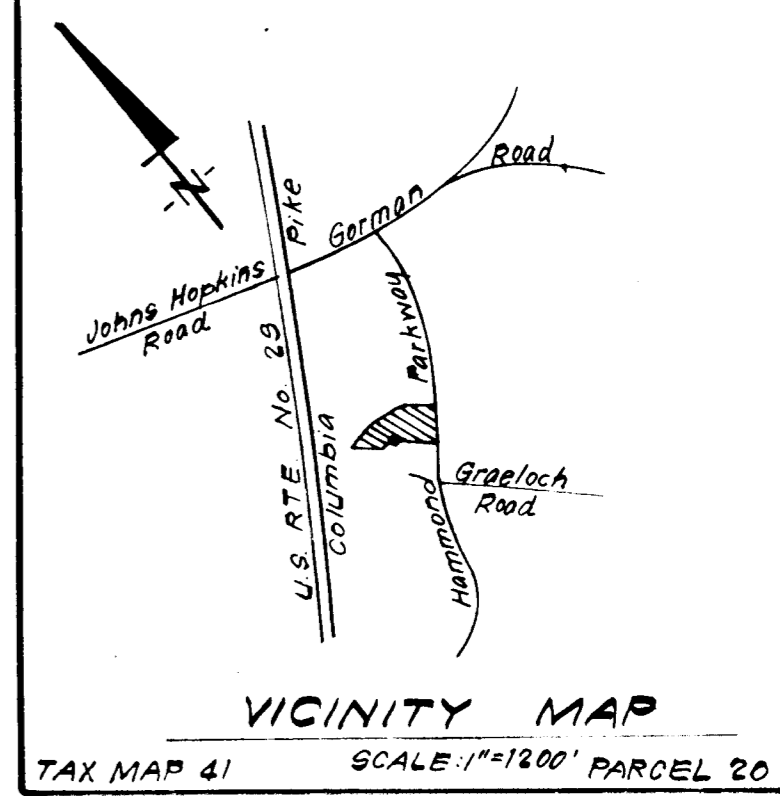 N
Road
Gorman
Pike
Johns Hopkins
Road
Parkway
U.S. RTE No. 29
Columbia
Graeloch
Road
Hammond
VICINITY MAP
SCALE: 1"=1200'
TAX MAP 41
PARCEL 20